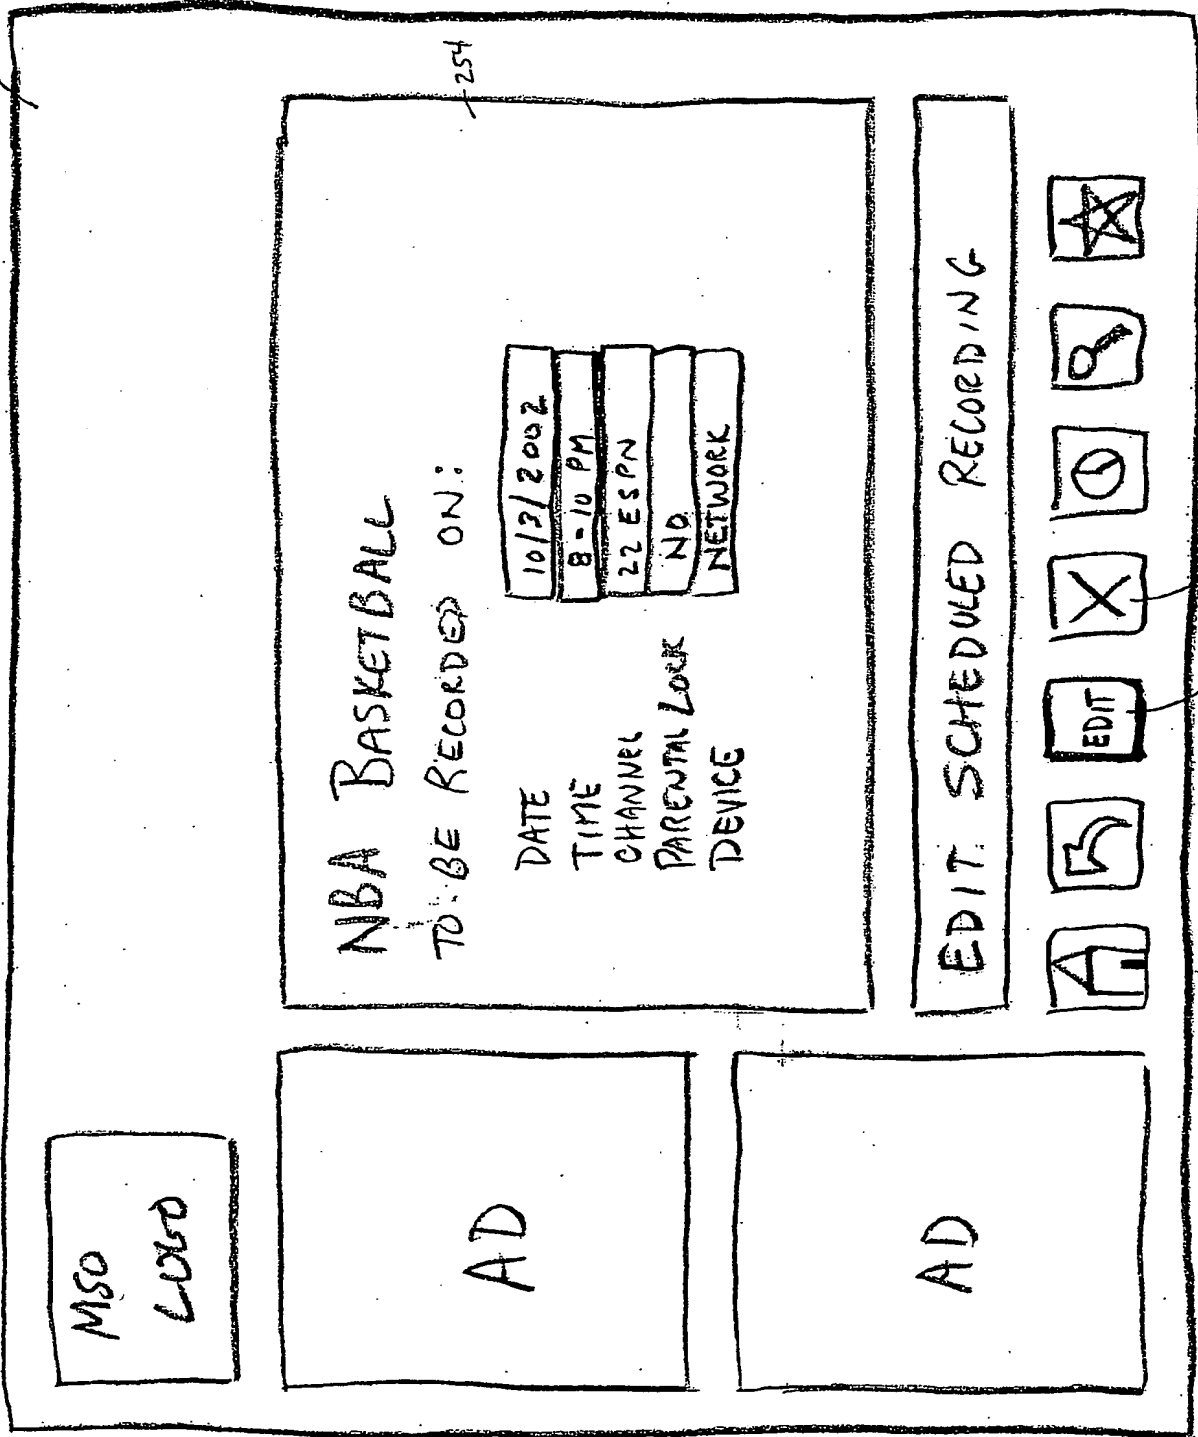 MSO
LOGO
254
NBA BASKETBALL
TO BE RECORDED ON:
DATE 10/3/2002
TIME 8-10 PM
CHANNEL 22 ESPN
PARENTAL LOCK NO
DEVICE NETWORK
AD
AD
EDIT SCHEDULED RECORDING
EDIT